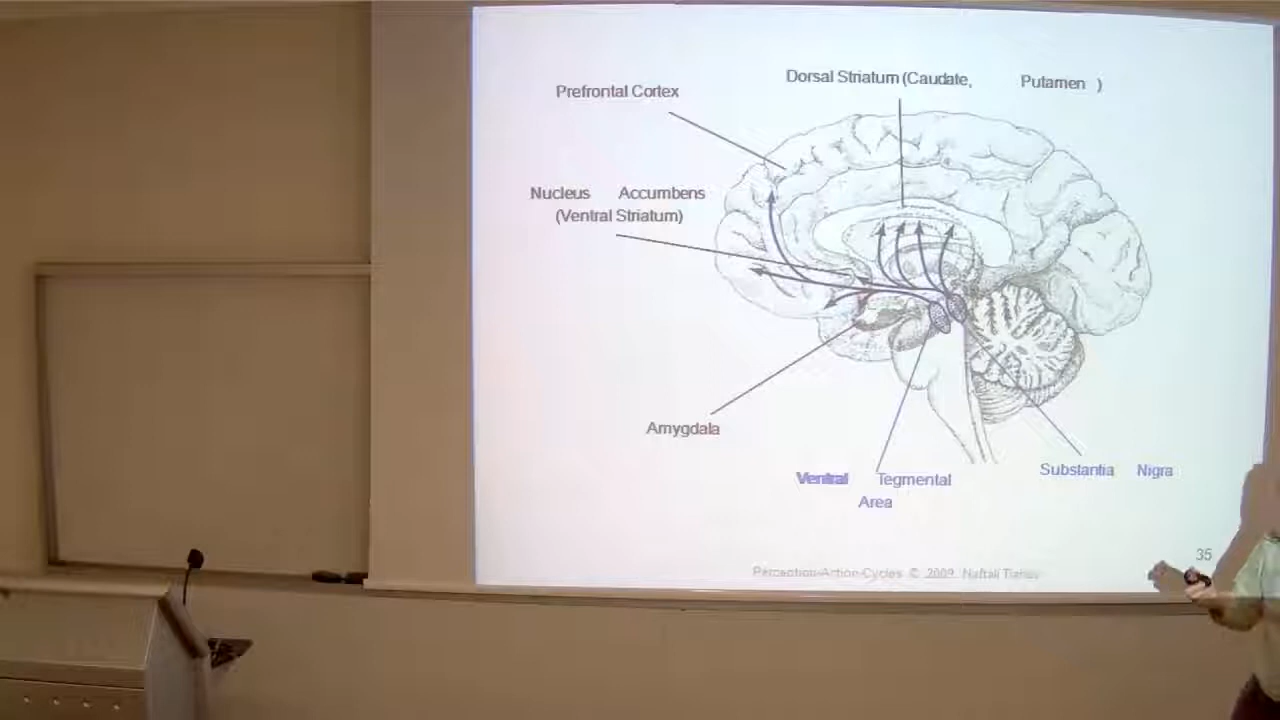 Dorsal Striatum (Caudate, Putamen )
Prefrontal Cortex
Nucleus Accumbens
(Ventral Striatum)
Amygdala
Ventral Tegmental
Area
Substantia Nigra
35
Perception-Action-Cycles © 2009 Naftali